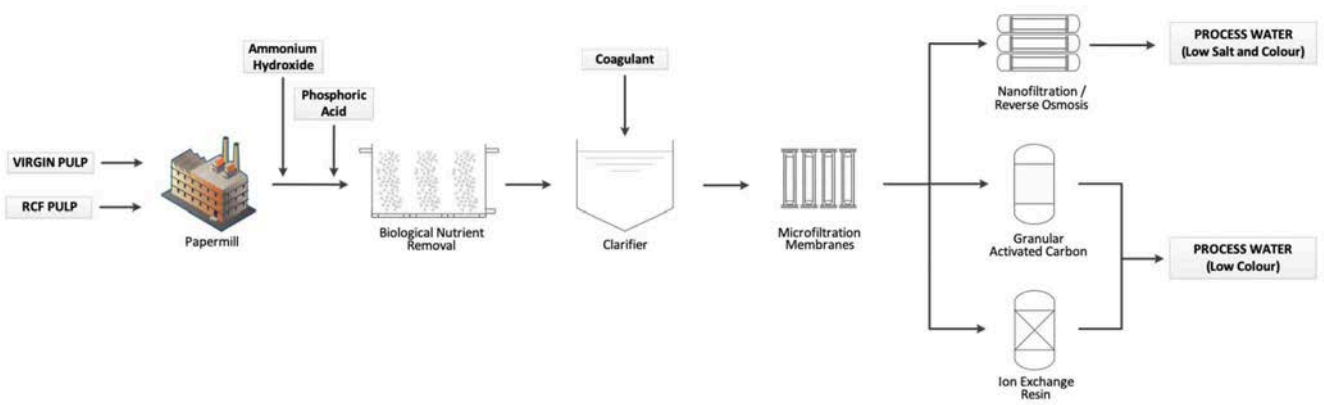 Ammonium
Hydroxide
Phosphoric
Acid
VIRGIN PULP
RCF PULP
Papermill
Biological Nutrient
Removal
Coagulant
Clarifier
Microfiltration
Membranes
Nanofiltration /
Reverse Osmosis
PROCESS WATER
(Low Salt and Colour)
Granular
Activated Carbon
PROCESS WATER
(Low Colour)
Ion Exchange
Resin